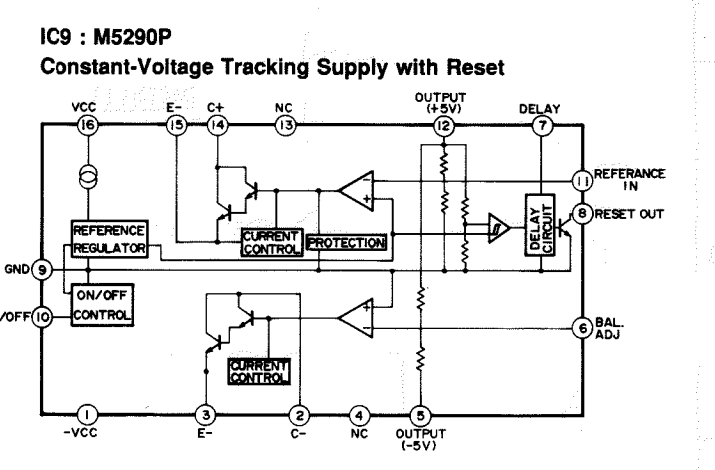 IC9 : M5290P
Constant-Voltage Tracking Supply with Reset
VCC
E-
C+
NC
OUTPUT
(+5V)
DELAY
16
15
14
13
12
7
11
REFERANCE
IN
8
RESET OUT
REFERENCE
REGULATOR
CURRENT
CONTROL
PROTECTION
DELAY
CIRCUIT
GND
9
ON/OFF
CONTROL
/OFF
10
6
BAL.
ADJ
CURRENT
CONTROL
1
3
2
4
5
-VCC
E-
C-
NC
OUTPUT
(-5V)